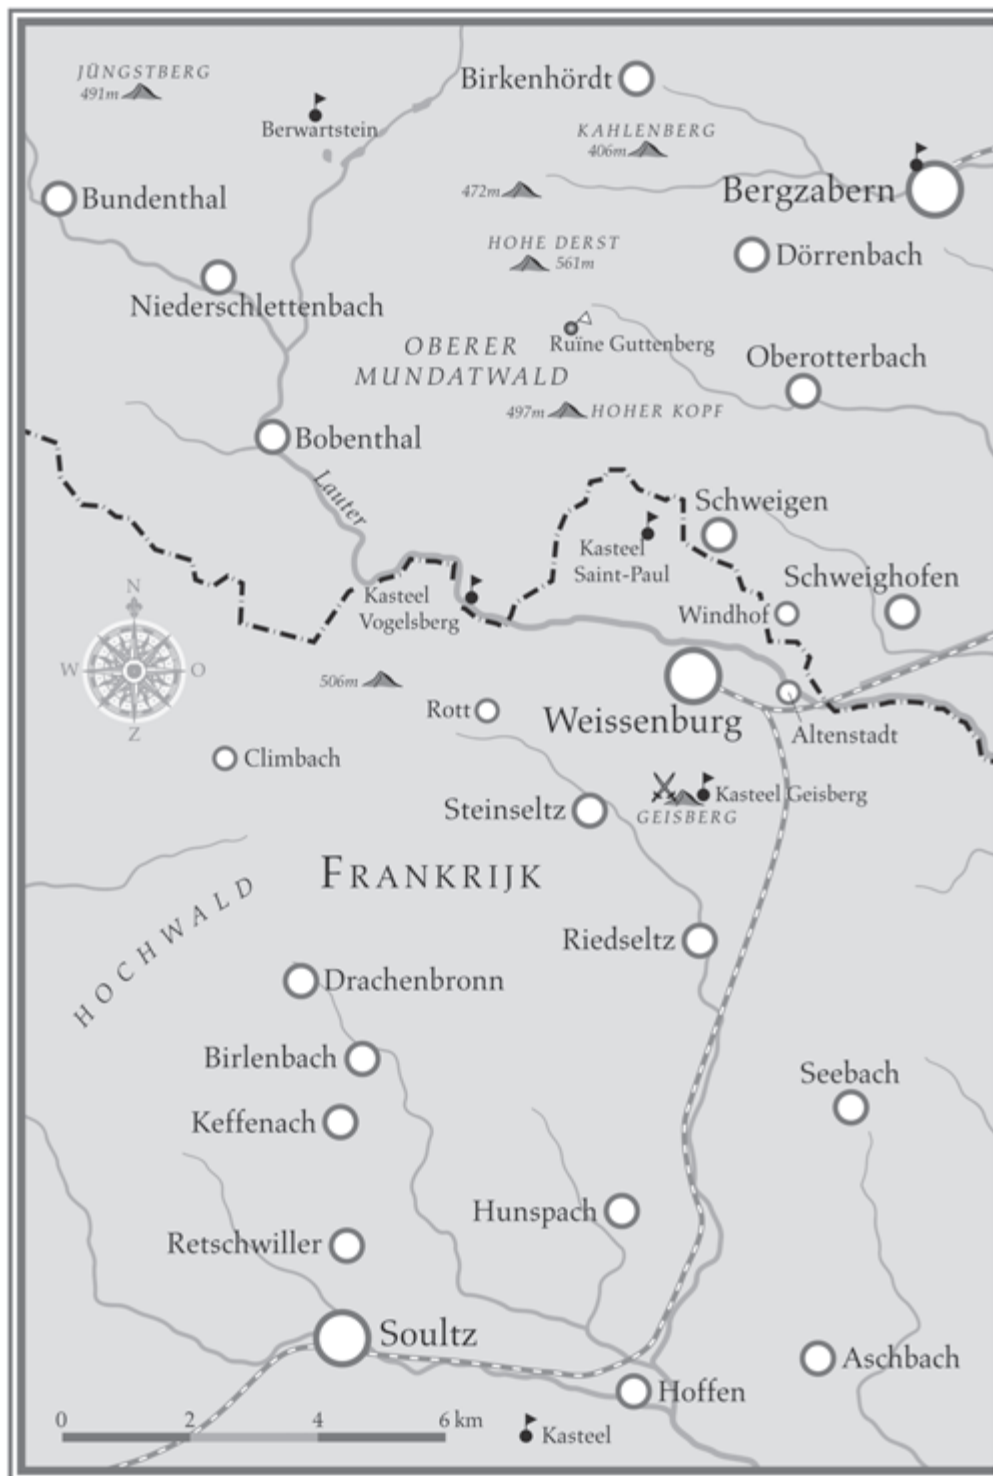 JÜNGSTBERG
491m
Berwartstein
Birkenhördt
KAHLENBERG
406m
472m
Bergzabern
Bundenthal
HOHE DERST
561m
Dörrenbach
Niederschlettenbach
OBERER
MUNDATWALD
Ruïne Guttenberg
Oberotterbach
497m HOHER KOPF
Bobenthal
Lauter
Schweigen
Kasteel
Saint-Paul
Schweighofen
Kasteel
Vogelsberg
Windhof
N
W
O
Z
506m
Rott
Weissenburg
Altenstadt
Climbach
Steinseltz
Kasteel Geisberg
GEISBERG
FRANKRIJK
HOCHWALD
Riedseltz
Drachenbronn
Birlenbach
Seebach
Keffenach
Hunspach
Retschwiller
Soultz
Aschbach
Hoffen
0 2 4 6 km
Kasteel